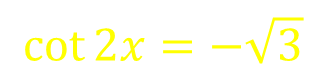 cot 2𝑥 = −√3